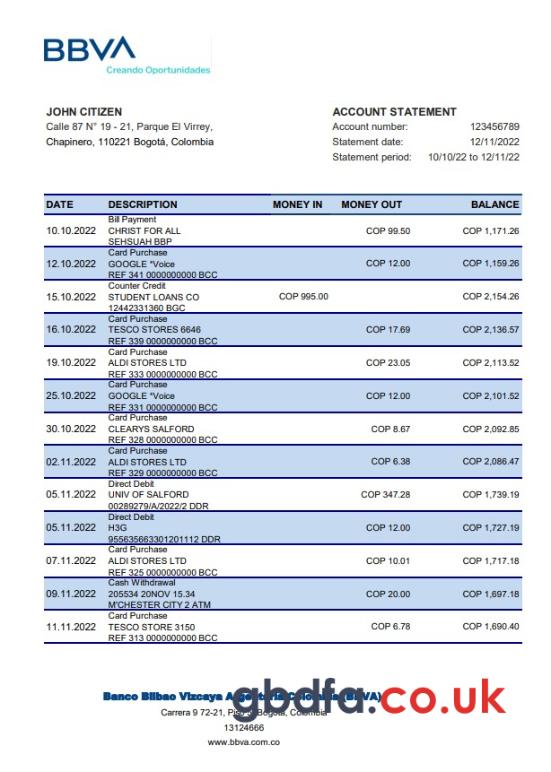 BBVA
Creando Oportunidades
JOHN CITIZEN
Calle 87 N° 19 - 21, Parque El Virrey,
Chapinero, 110221 Bogotá, Colombia
ACCOUNT STATEMENT
Account number: 123456789
Statement date: 12/11/2022
Statement period: 10/10/22 to 12/11/22
DATE DESCRIPTION MONEY IN MONEY OUT BALANCE
Bill Payment
10.10.2022 CHRIST FOR ALL COP 99.50 COP 1,171.26
SEHSUAH BBP
Card Purchase
12.10.2022 GOOGLE *Voice COP 12.00 COP 1,159.26
REF 341 0000000000 BCC
Counter Credit
15.10.2022 STUDENT LOANS CO COP 995.00 COP 2,154.26
12442331360 BGC
Card Purchase
16.10.2022 TESCO STORES 6646 COP 17.69 COP 2,136.57
REF 339 0000000000 BCC
Card Purchase
19.10.2022 ALDI STORES LTD COP 23.05 COP 2,113.52
REF 333 0000000000 BCC
Card Purchase
25.10.2022 GOOGLE *Voice COP 12.00 COP 2,101.52
REF 331 0000000000 BCC
Card Purchase
30.10.2022 CLEARYS SALFORD COP 8.67 COP 2,092.85
REF 328 0000000000 BCC
Card Purchase
02.11.2022 ALDI STORES LTD COP 6.38 COP 2,086.47
REF 329 0000000000 BCC
Direct Debit
05.11.2022 UNIV OF SALFORD COP 347.28 COP 1,739.19
00289279/A/2022/2 DDR
Direct Debit
05.11.2022 H3G COP 12.00 COP 1,727.19
955635663301201112 DDR
Card Purchase
07.11.2022 ALDI STORES LTD COP 10.01 COP 1,717.18
REF 325 0000000000 BCC
Cash Withdrawal
09.11.2022 205534 20NOV 15.34 COP 20.00 COP 1,697.18
M'CHESTER CITY 2 ATM
Card Purchase
11.11.2022 TESCO STORE 3150 COP 6.78 COP 1,690.40
REF 313 0000000000 BCC
Banco Bilbao Vizcaya Argentaria Colombia (BBVA)
gbdfa.co.uk
Carrera 9 72-21, Bogotá, Colombia
13124666
www.bbva.com.co